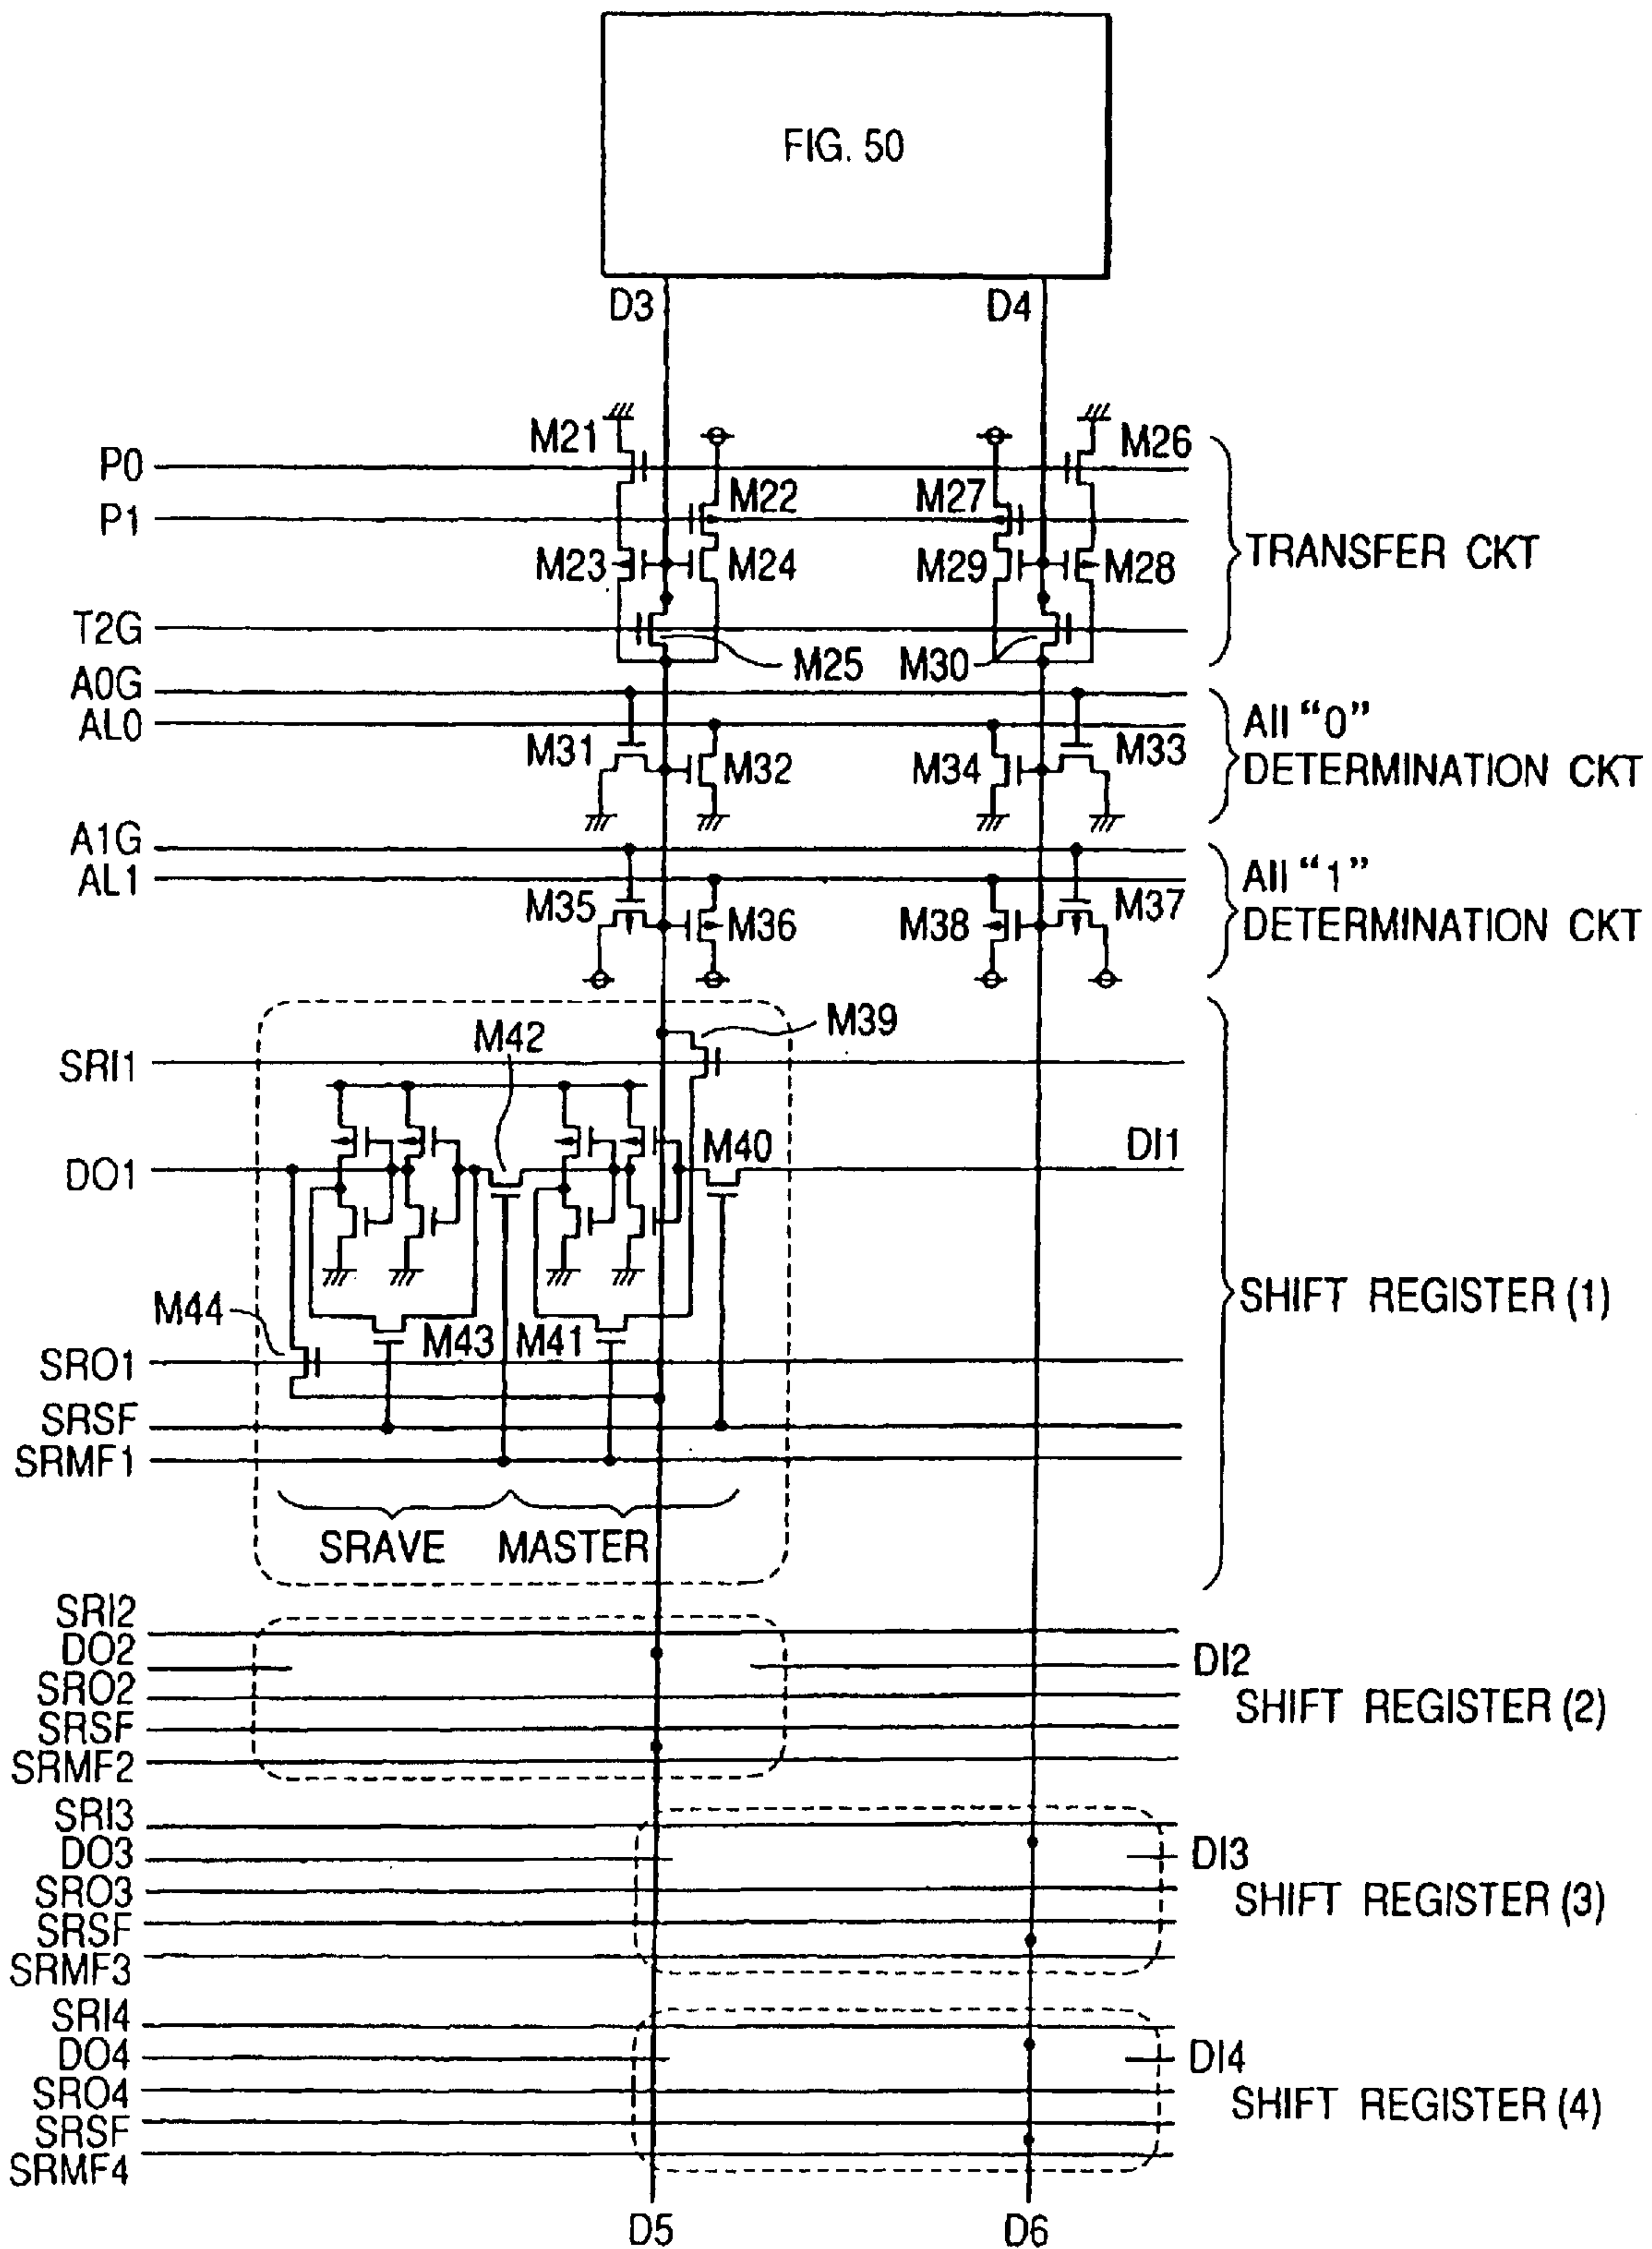 FIG. 50
D3 D4
M21 M26
P0
M22 M27
P1
M23 M24 M29 M28
TRANSFER CKT
T2G
M25 M30
A0G
AL0
M31 M32 M34 M33
All “0”
DETERMINATION CKT
A1G
AL1
M35 M36 M38 M37
All “1”
DETERMINATION CKT
M39
M42
SRI1
M40 DI1
DO1
SHIFT REGISTER (1)
M44
M43 M41
SRO1
SRSF
SRMF1
SRAVE MASTER
SRI2
DO2 DI2
SRO2
SHIFT REGISTER (2)
SRSF
SRMF2
SRI3
DO3 DI3
SRO3
SHIFT REGISTER (3)
SRSF
SRMF3
SRI4
DO4 DI4
SRO4
SHIFT REGISTER (4)
SRSF
SRMF4
D5 D6